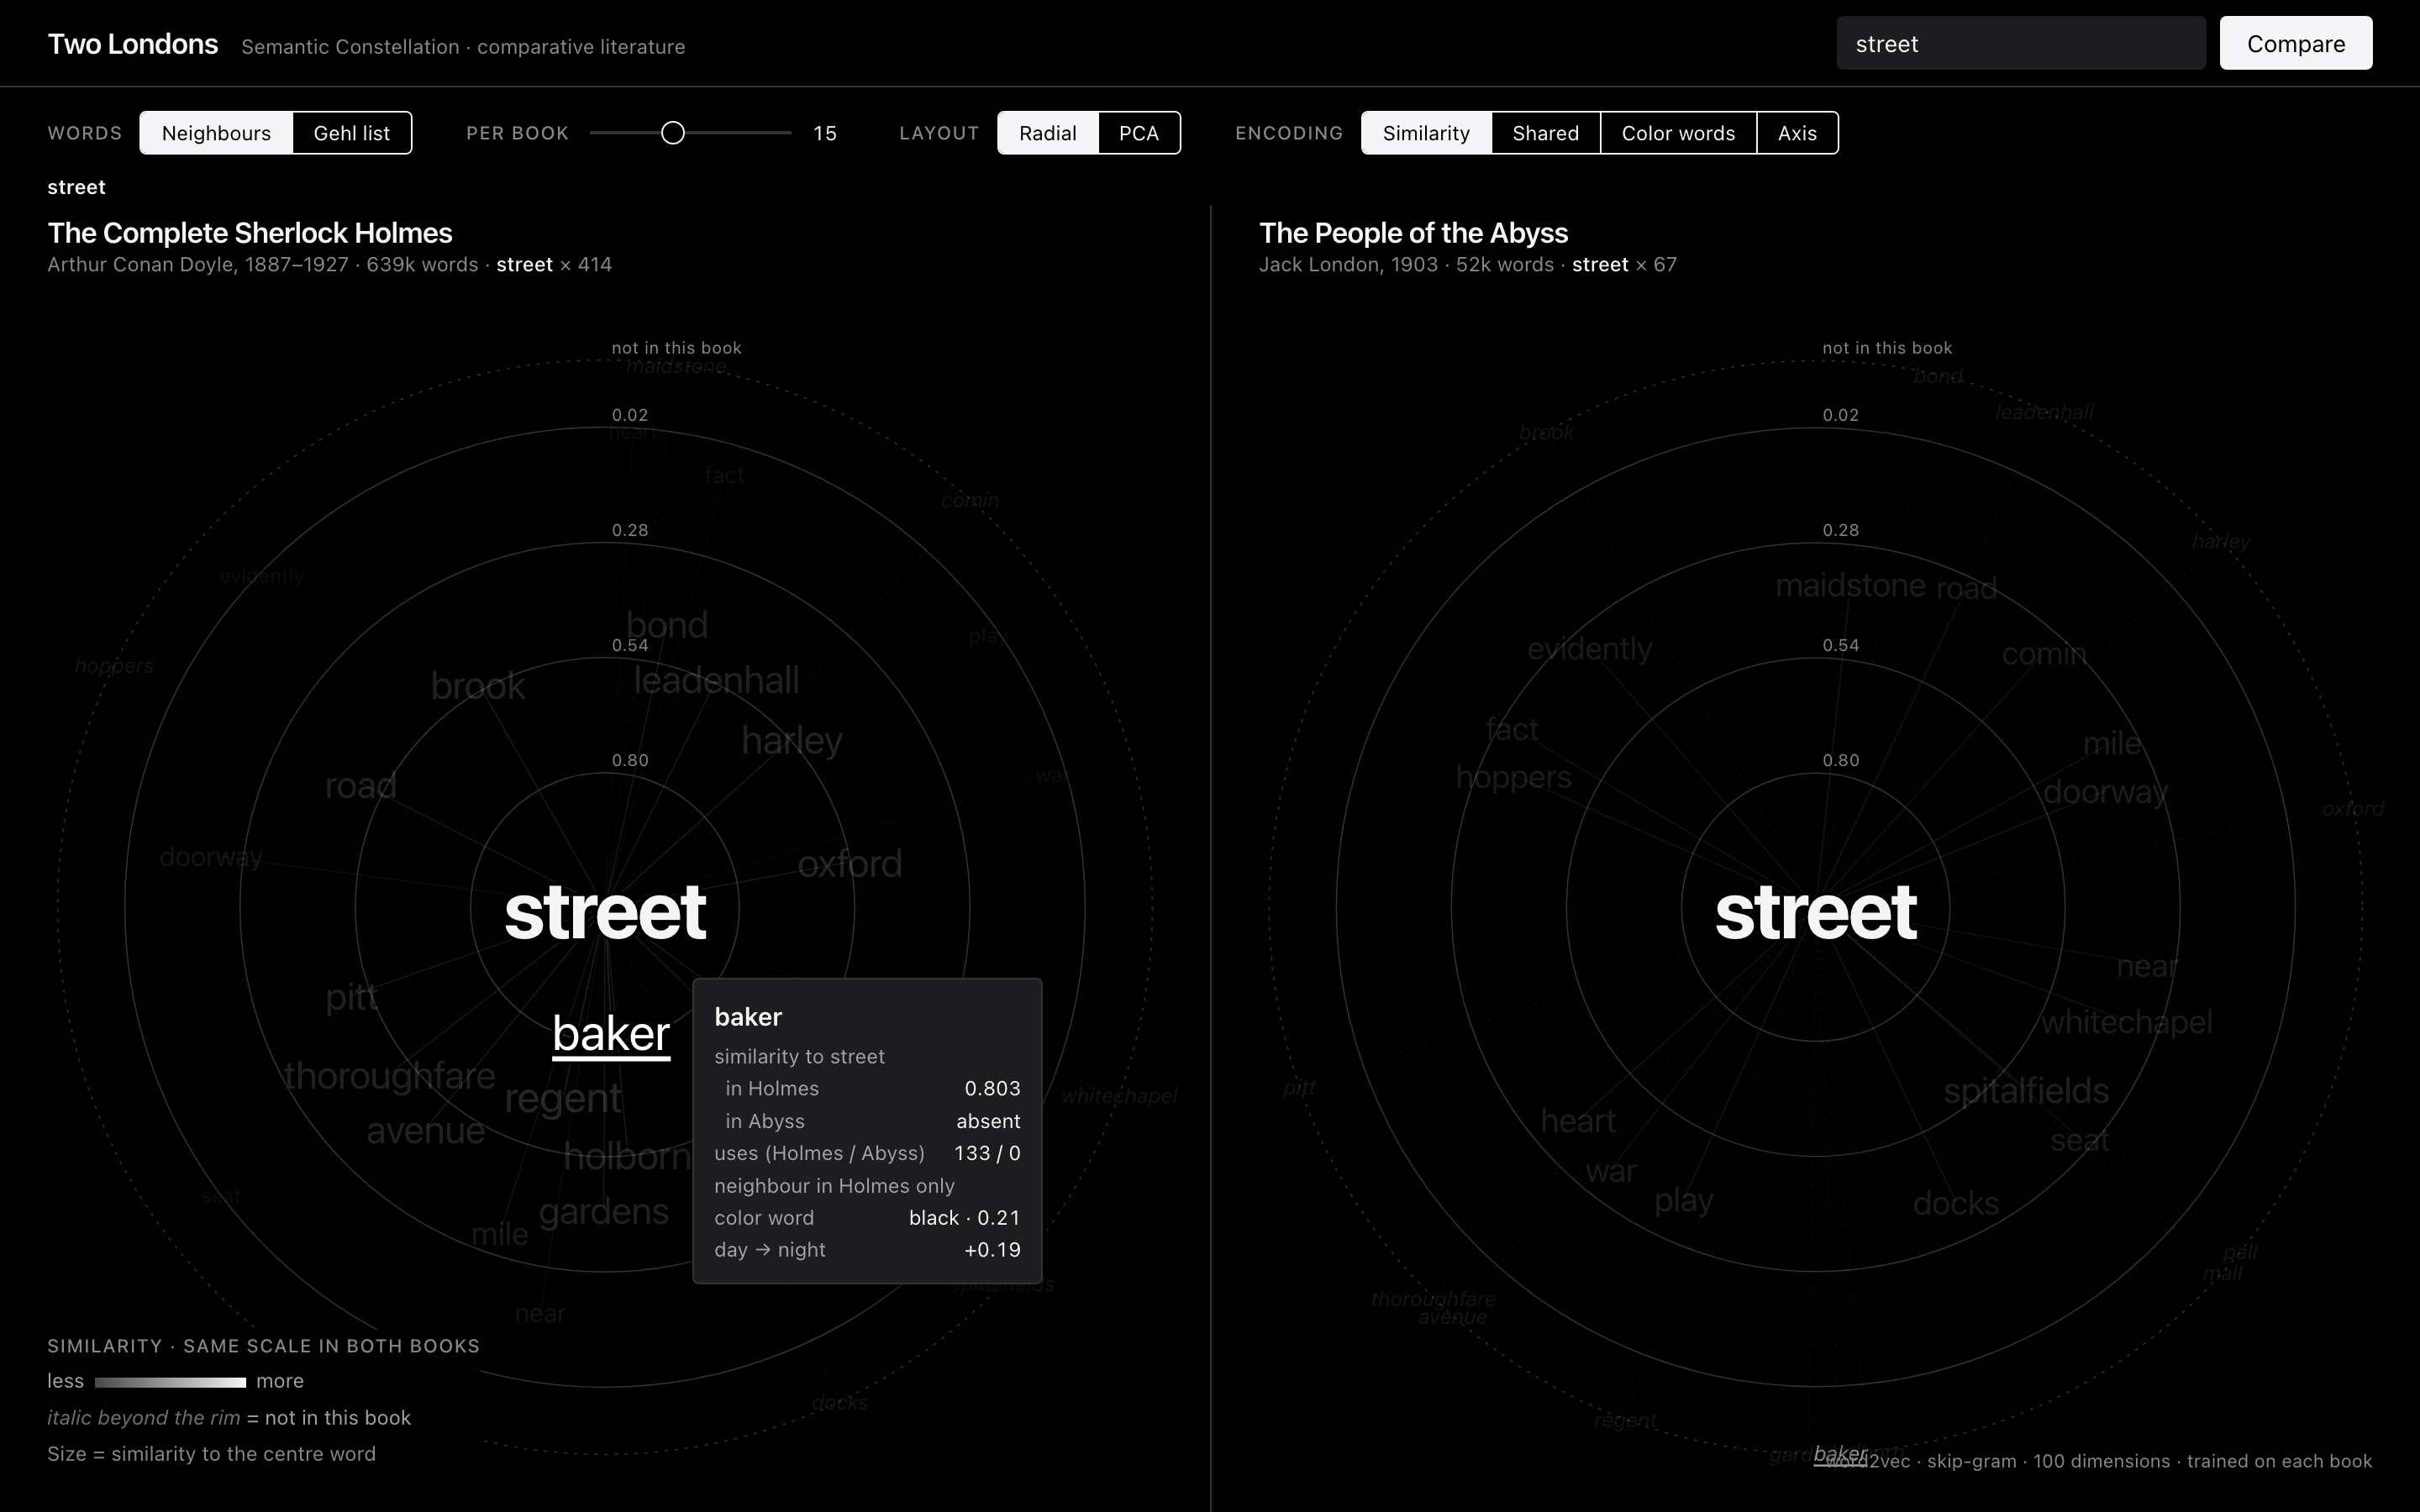 Two Londons Semantic Constellation · comparative literature
street
Compare
WORDS Neighbours Gehl list PER BOOK 15 LAYOUT Radial PCA ENCODING Similarity Shared Color words Axis
street
The Complete Sherlock Holmes
Arthur Conan Doyle, 1887–1927 · 639k words · street × 414
not in this book
maidstone
0.02
heart
fact
comin
0.28
evidently
bond
play
0.54
hoppers
brook
leadenhall
harley
0.80
road
war
doorway
oxford
street
pitt
baker
thoroughfare
regent
whitechapel
avenue
holborn
seat
gardens
mile
spitalfields
near
docks
baker
similarity to street
in Holmes 0.803
in Abyss absent
uses (Holmes / Abyss) 133 / 0
neighbour in Holmes only
color word black · 0.21
day → night +0.19
SIMILARITY · SAME SCALE IN BOTH BOOKS
less more
italic beyond the rim = not in this book
Size = similarity to the centre word
The People of the Abyss
Jack London, 1903 · 52k words · street × 67
not in this book
bond
leadenhall
0.02
brook
0.28
harley
maidstone road
0.54
evidently
comin
fact
mile
0.80
hoppers
doorway
oxford
street
near
whitechapel
pitt
spitalfields
heart
seat
war
play
docks
pall
mall
thoroughfare
avenue
regent
baker
word2vec · skip-gram · 100 dimensions · trained on each book